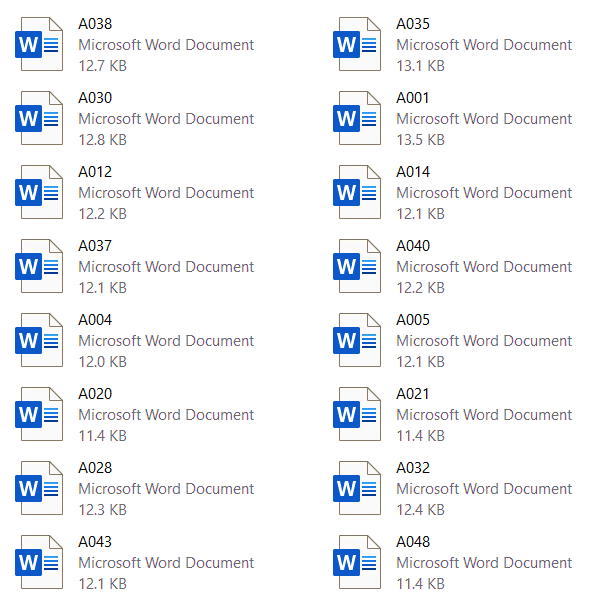 A038
Microsoft Word Document
12.7 KB
A035
Microsoft Word Document
13.1 KB
A030
Microsoft Word Document
12.8 KB
A001
Microsoft Word Document
13.5 KB
A012
Microsoft Word Document
12.2 KB
A014
Microsoft Word Document
12.1 KB
A037
Microsoft Word Document
12.1 KB
A040
Microsoft Word Document
12.2 KB
A004
Microsoft Word Document
12.0 KB
A005
Microsoft Word Document
12.1 KB
A020
Microsoft Word Document
11.4 KB
A021
Microsoft Word Document
11.4 KB
A028
Microsoft Word Document
12.3 KB
A032
Microsoft Word Document
12.4 KB
A043
Microsoft Word Document
12.1 KB
A048
Microsoft Word Document
11.4 KB